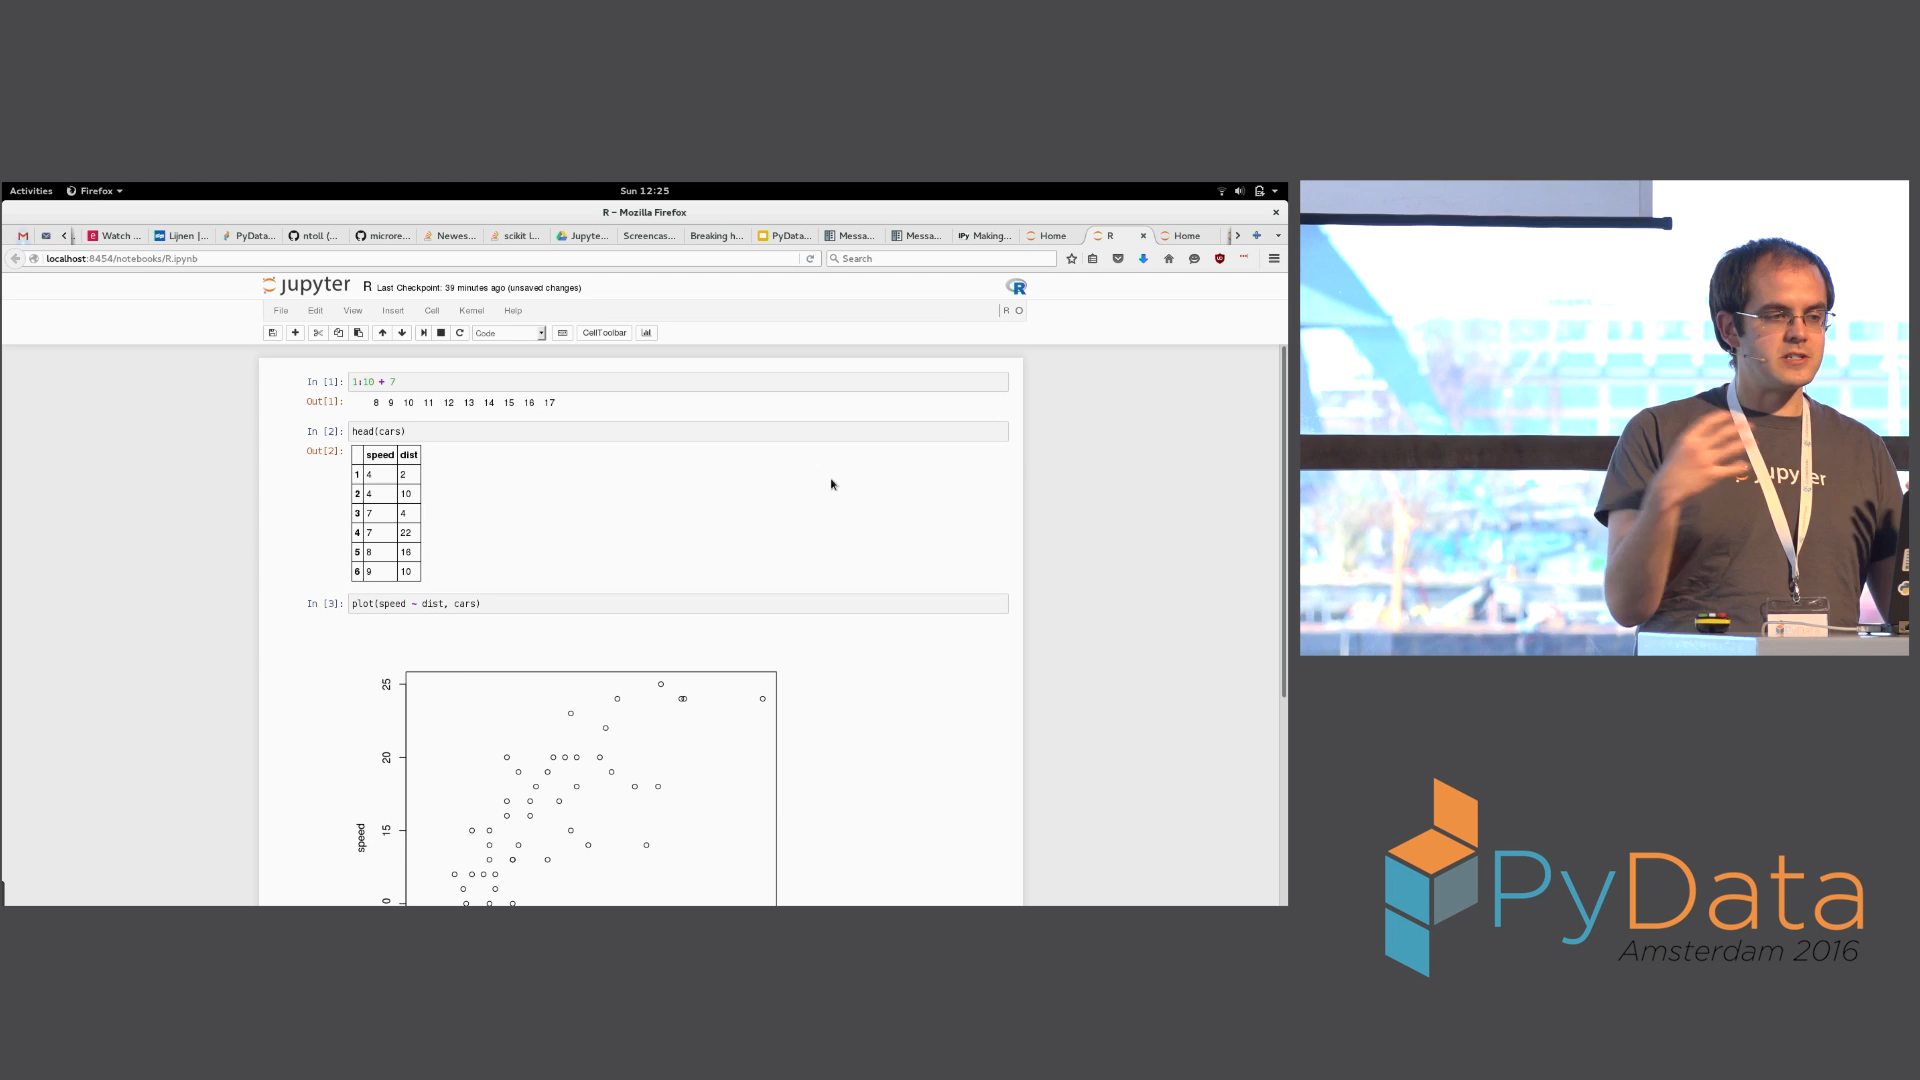 Activities Firefox Sun 12:25
R – Mozilla Firefox
Watch ... Lijnen |... PyData... ntoll (... microre... Newes... scikit l... Jupyte... Screencas... Breaking h... PyData... Messa... Messa... IPy Making... Home R Home
localhost:8454/notebooks/R.ipynb Search
jupyter R Last Checkpoint: 39 minutes ago (unsaved changes) R
File Edit View Insert Cell Kernel Help R
Code CellToolbar
In [1]: 1:10 + 7
Out[1]: 8 9 10 11 12 13 14 15 16 17
In [2]: head(cars)
Out[2]:
speed dist
1 4 2
2 4 10
3 7 4
4 7 22
5 8 16
6 9 10
In [3]: plot(speed ~ dist, cars)
25
20
15
speed
0
jupyter
PyData
Amsterdam 2016